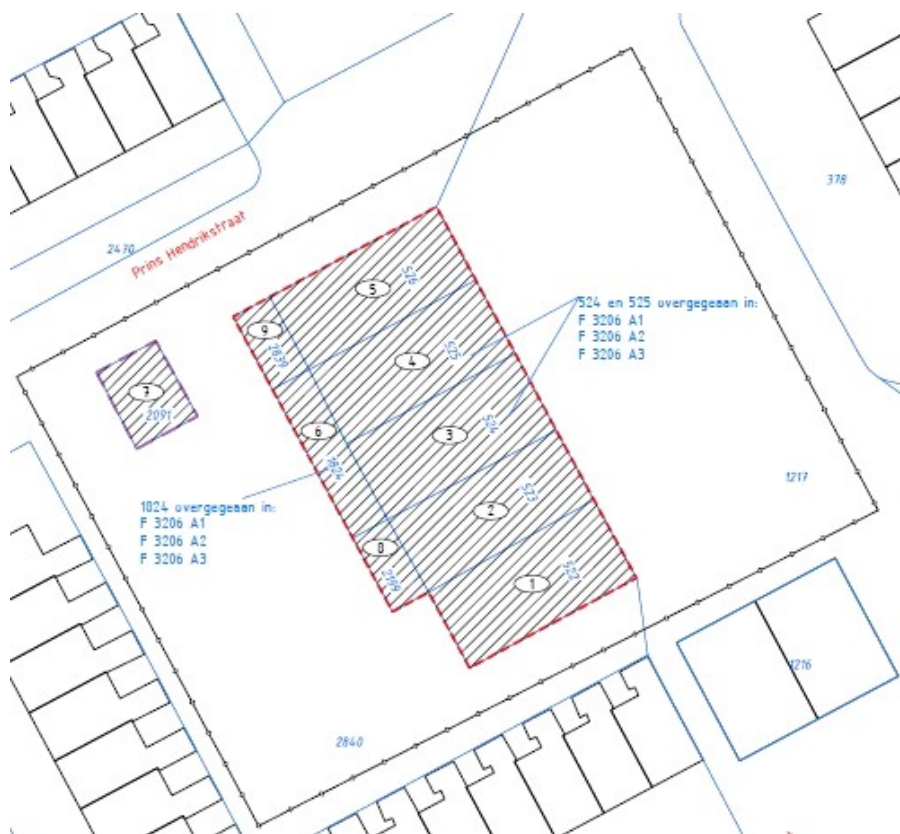 378
2470
Prins Hendrikstraat
5
526
9
2839
524 en 525 overgegaan in:
F 3206 A1
F 3206 A2
F 3206 A3
4
525
7
2091
6
3
524
1824
1217
1824 overgegaan in:
F 3206 A1
F 3206 A2
F 3206 A3
2
523
8
2199
1
522
1216
2840